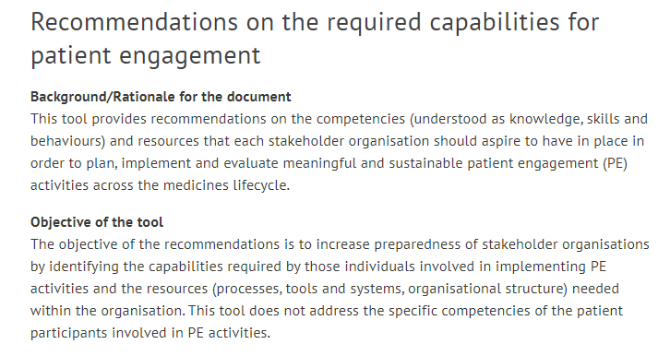 Recommendations on the required capabilities for
patient engagement
Background/Rationale for the document
This tool provides recommendations on the competencies (understood as knowledge, skills and
behaviours) and resources that each stakeholder organisation should aspire to have in place in
order to plan, implement and evaluate meaningful and sustainable patient engagement (PE)
activities across the medicines lifecycle.
Objective of the tool
The objective of the recommendations is to increase preparedness of stakeholder organisations
by identifying the capabilities required by those individuals involved in implementing PE
activities and the resources (processes, tools and systems, organisational structure) needed
within the organisation. This tool does not address the specific competencies of the patient
participants involved in PE activities.